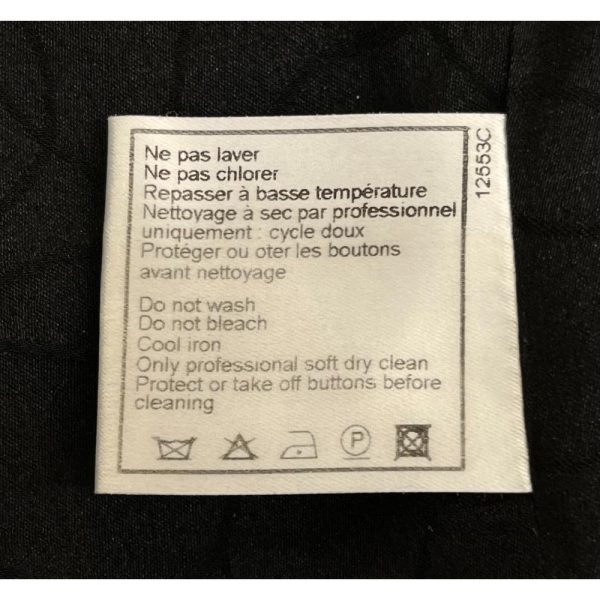 Ne pas laver
Ne pas chlorer
Repasser à basse température
Nettoyage à sec par professionnel
uniquement : cycle doux
Protéger ou oter les boutons
avant nettoyage
Do not wash
Do not bleach
Cool iron
Only professional soft dry clean
Protect or take off buttons before
cleaning
P
12553C